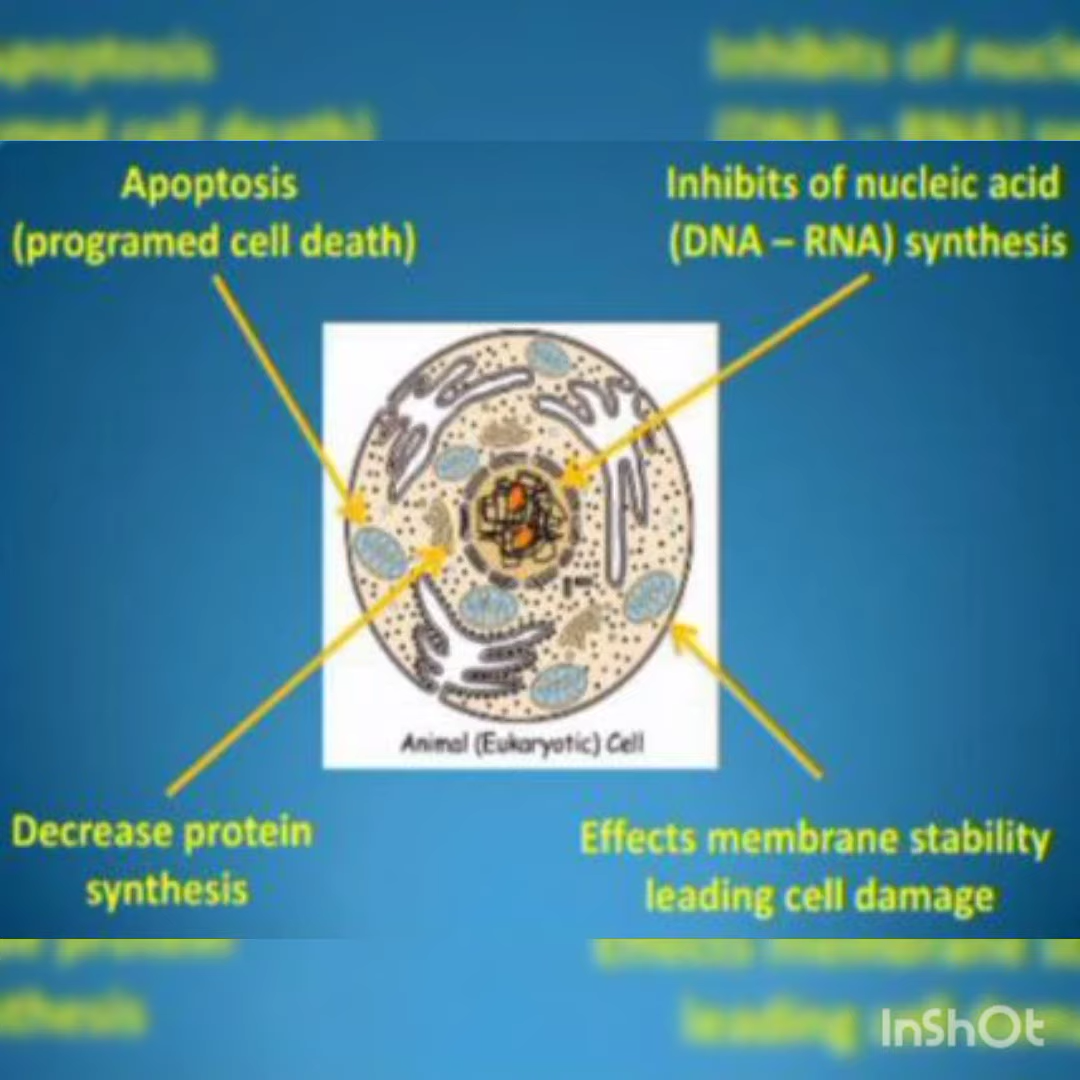 Apoptosis
(programed cell death)
Inhibits of nucleic acid
(DNA – RNA) synthesis
Animal (Eukaryotic) Cell
Decrease protein
synthesis
Effects membrane stability
leading cell damage
InShOt